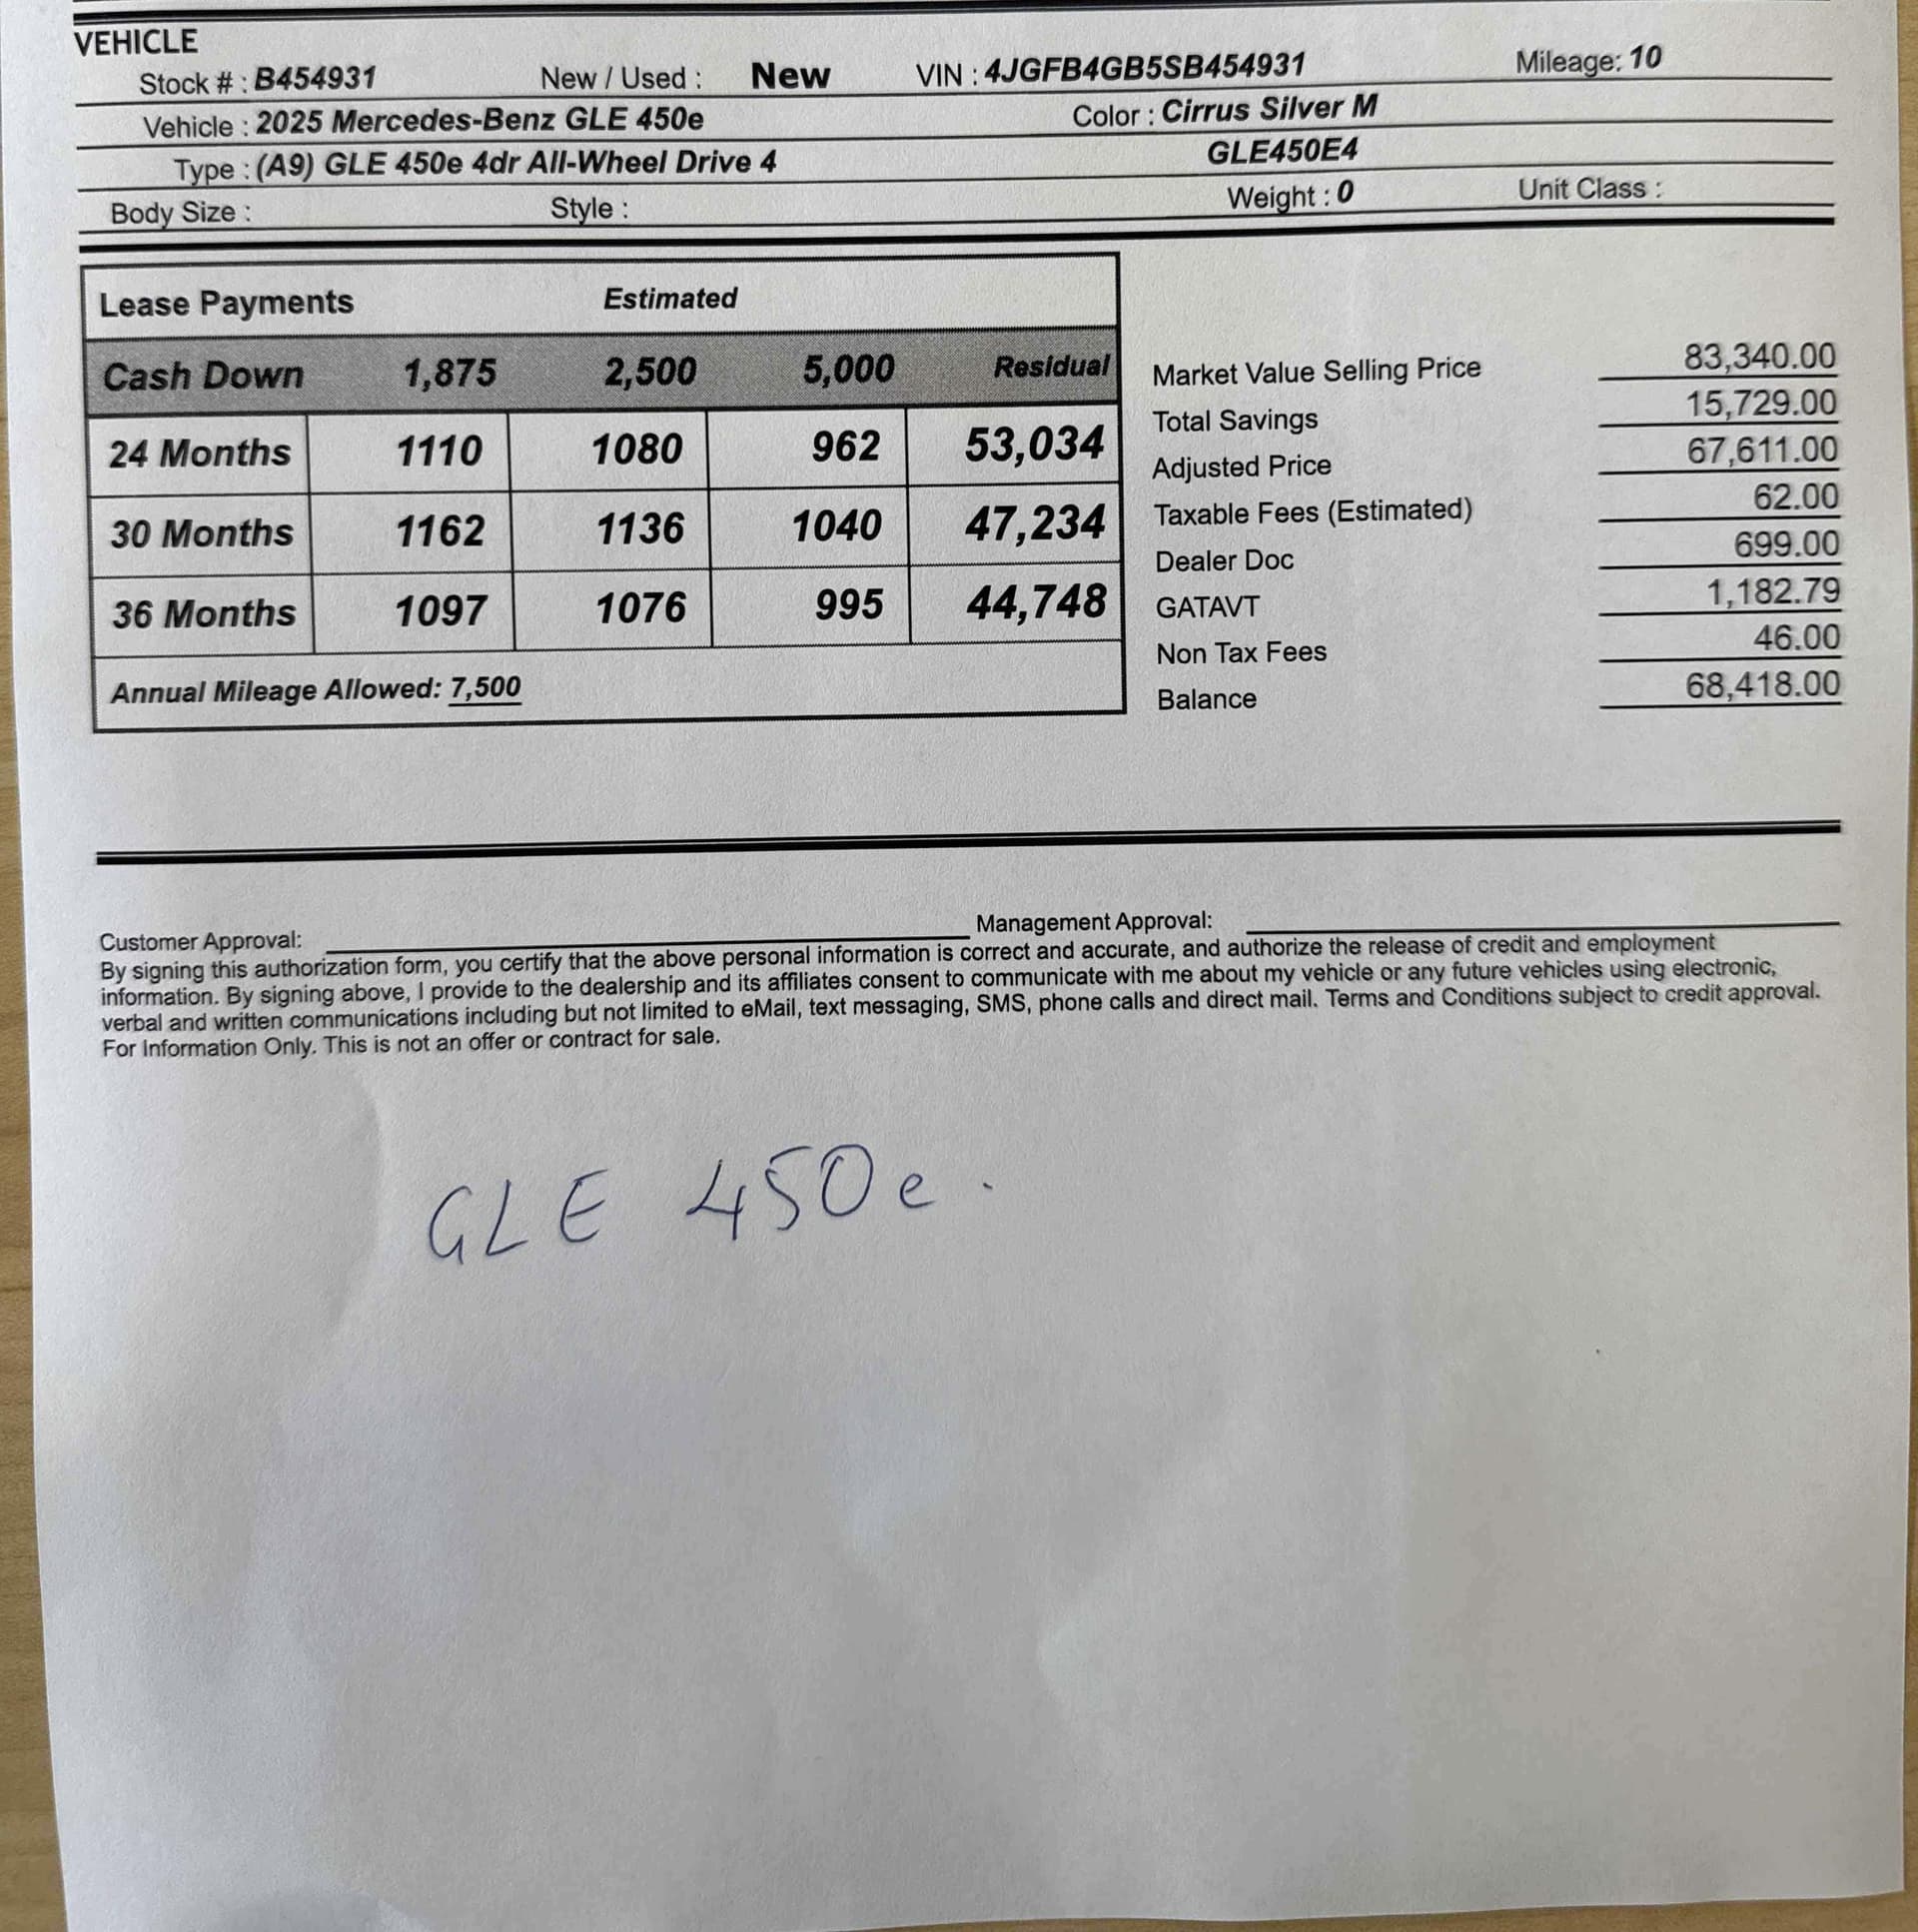 VEHICLE
Stock # : B454931 New / Used : New VIN : 4JGFB4GB5SB454931 Mileage: 10
Vehicle : 2025 Mercedes-Benz GLE 450e Color : Cirrus Silver M
Type : (A9) GLE 450e 4dr All-Wheel Drive 4 GLE450E4
Body Size : Style : Weight : 0 Unit Class :
Lease Payments Estimated
Cash Down 1,875 2,500 5,000 Residual
24 Months 1110 1080 962 53,034
30 Months 1162 1136 1040 47,234
36 Months 1097 1076 995 44,748
Annual Mileage Allowed: 7,500
Market Value Selling Price 83,340.00
Total Savings 15,729.00
Adjusted Price 67,611.00
Taxable Fees (Estimated) 62.00
Dealer Doc 699.00
GATAVT 1,182.79
Non Tax Fees 46.00
Balance 68,418.00
Customer Approval: Management Approval:
By signing this authorization form, you certify that the above personal information is correct and accurate, and authorize the release of credit and employment
information. By signing above, I provide to the dealership and its affiliates consent to communicate with me about my vehicle or any future vehicles using electronic,
verbal and written communications including but not limited to eMail, text messaging, SMS, phone calls and direct mail. Terms and Conditions subject to credit approval.
For Information Only. This is not an offer or contract for sale.
GLE 450e.